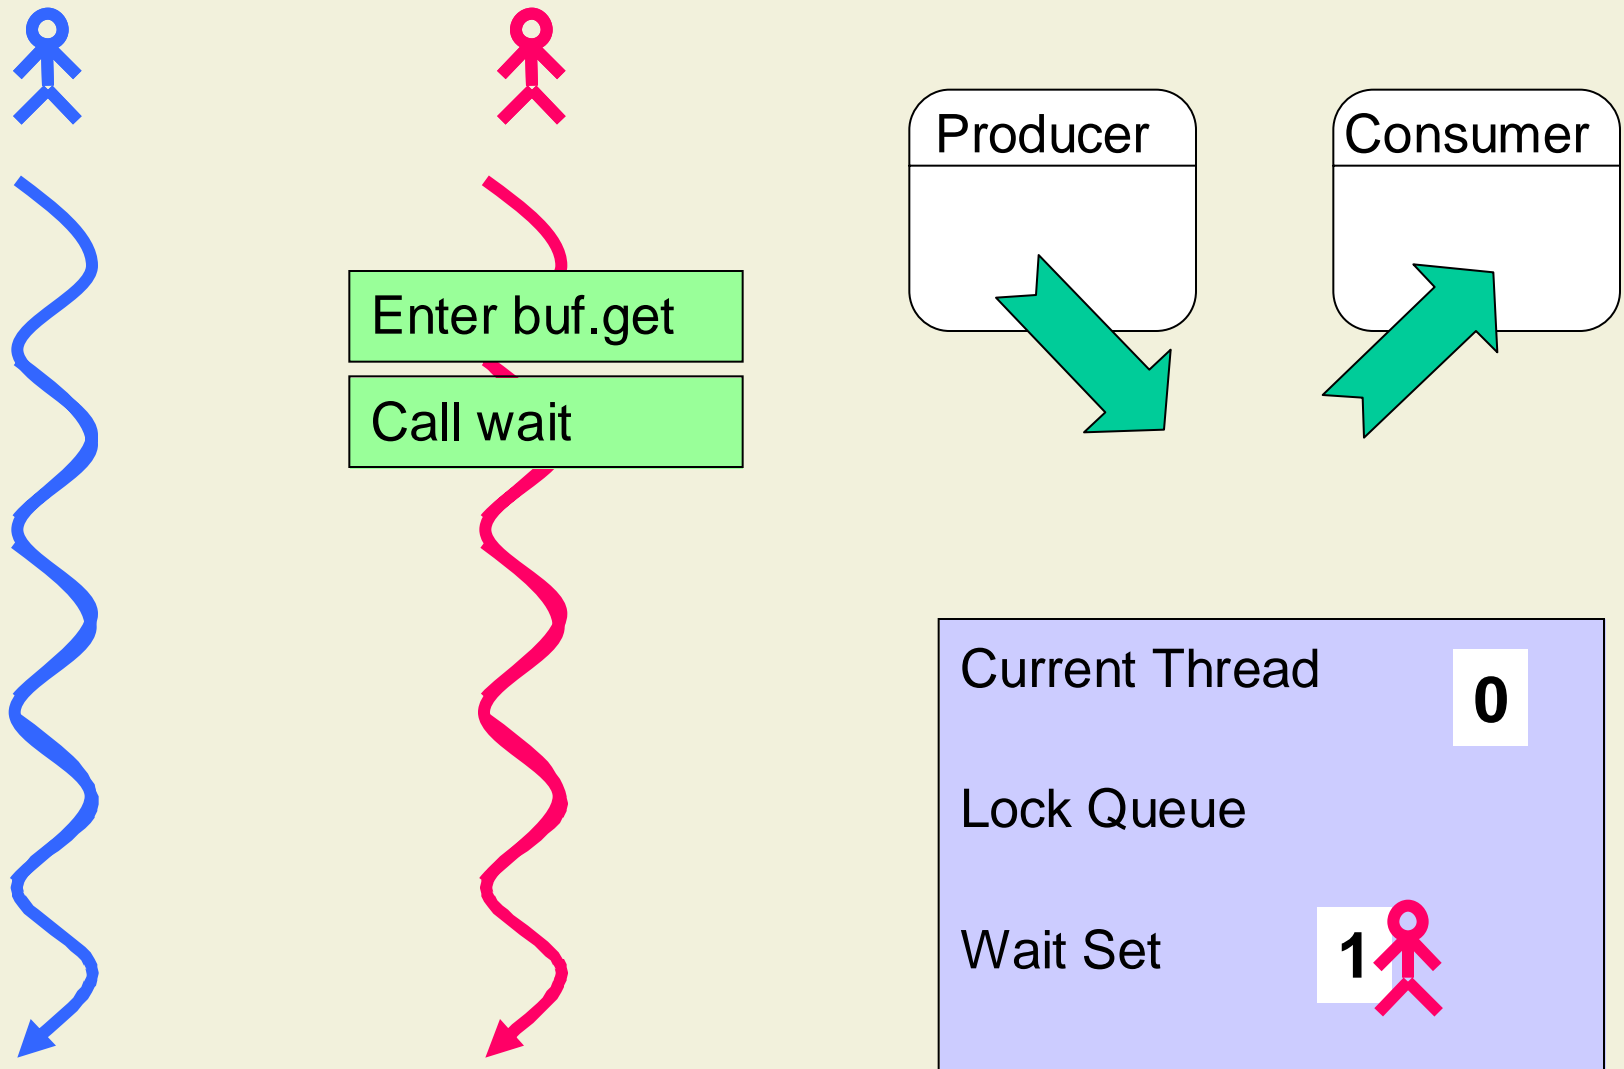 Producer
Consumer
Enter buf.get
Call wait
Current Thread
0
Lock Queue
Wait Set
1